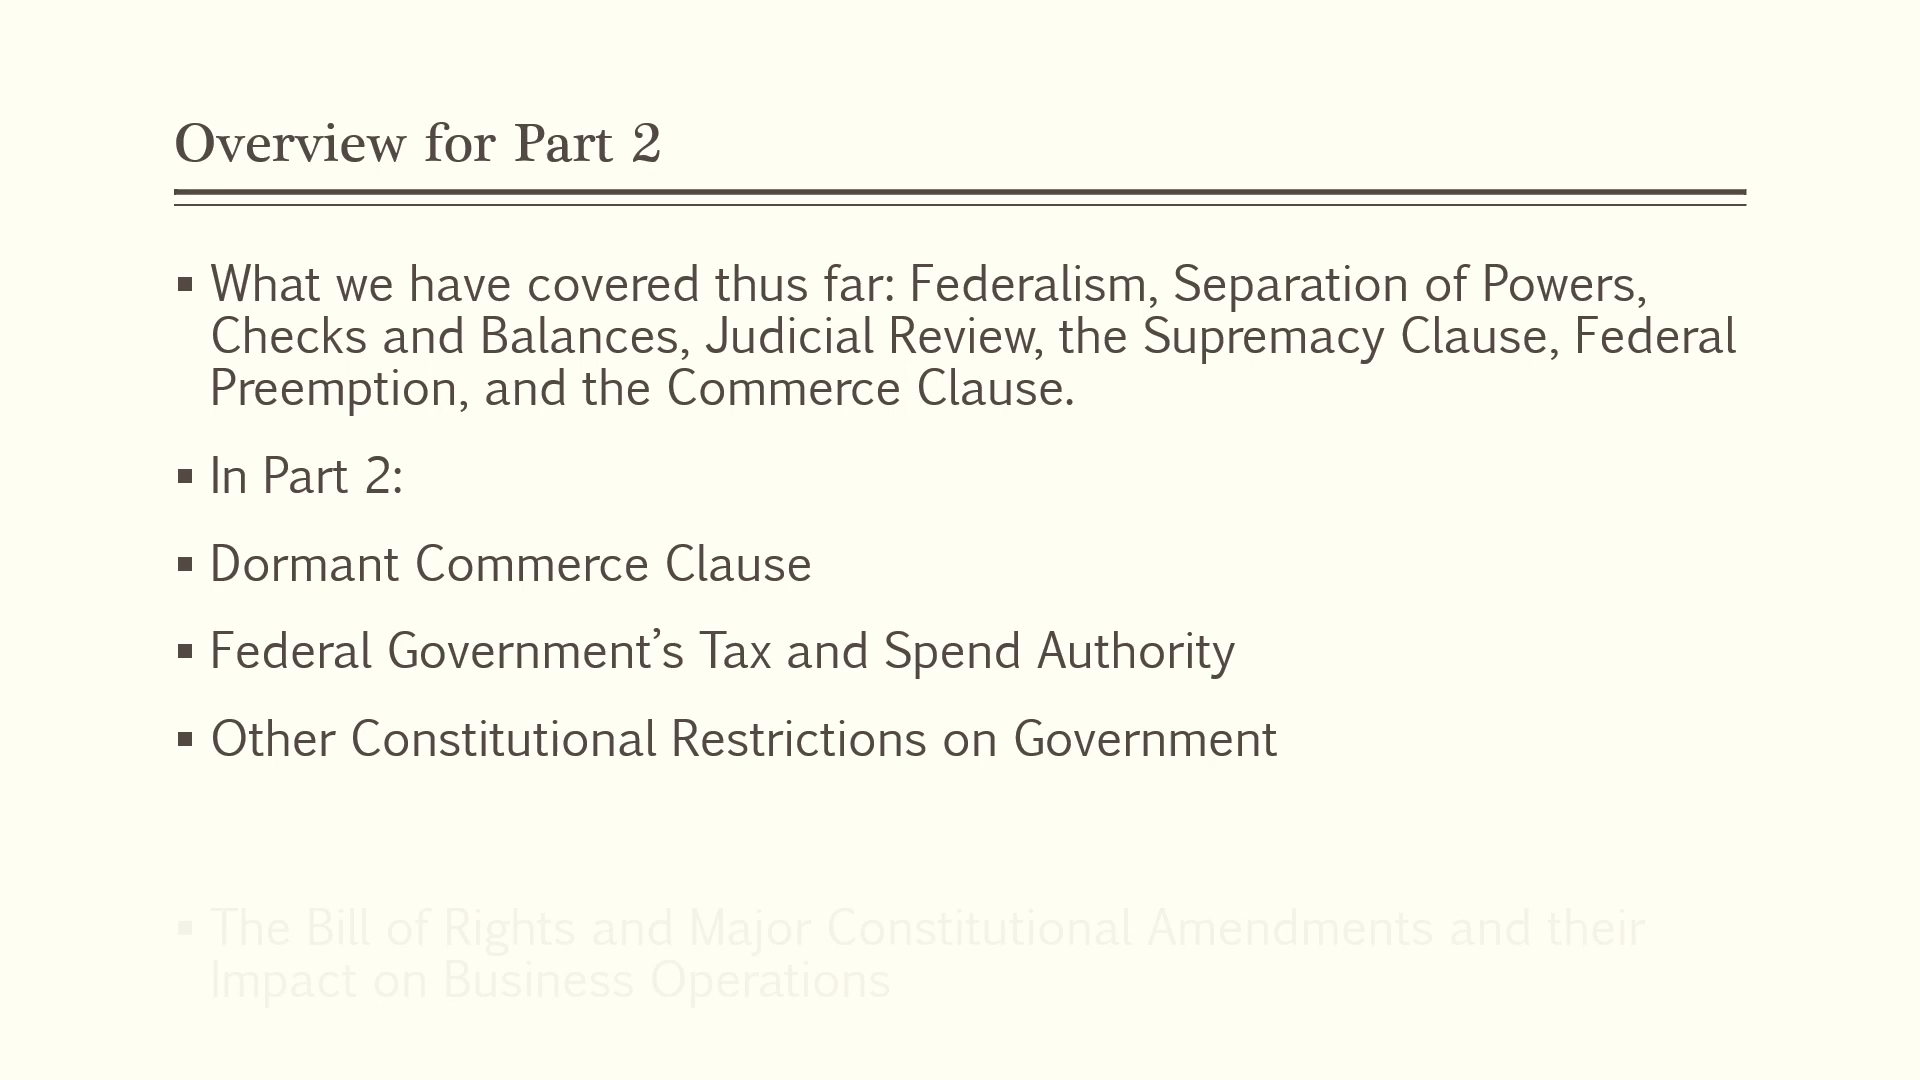 Overview for Part 2
▪ What we have covered thus far: Federalism, Separation of Powers,
Checks and Balances, Judicial Review, the Supremacy Clause, Federal
Preemption, and the Commerce Clause.
▪ In Part 2:
▪ Dormant Commerce Clause
▪ Federal Government’s Tax and Spend Authority
▪ Other Constitutional Restrictions on Government
▪ The Bill of Rights and Major Constitutional Amendments and their
Impact on Business Operations